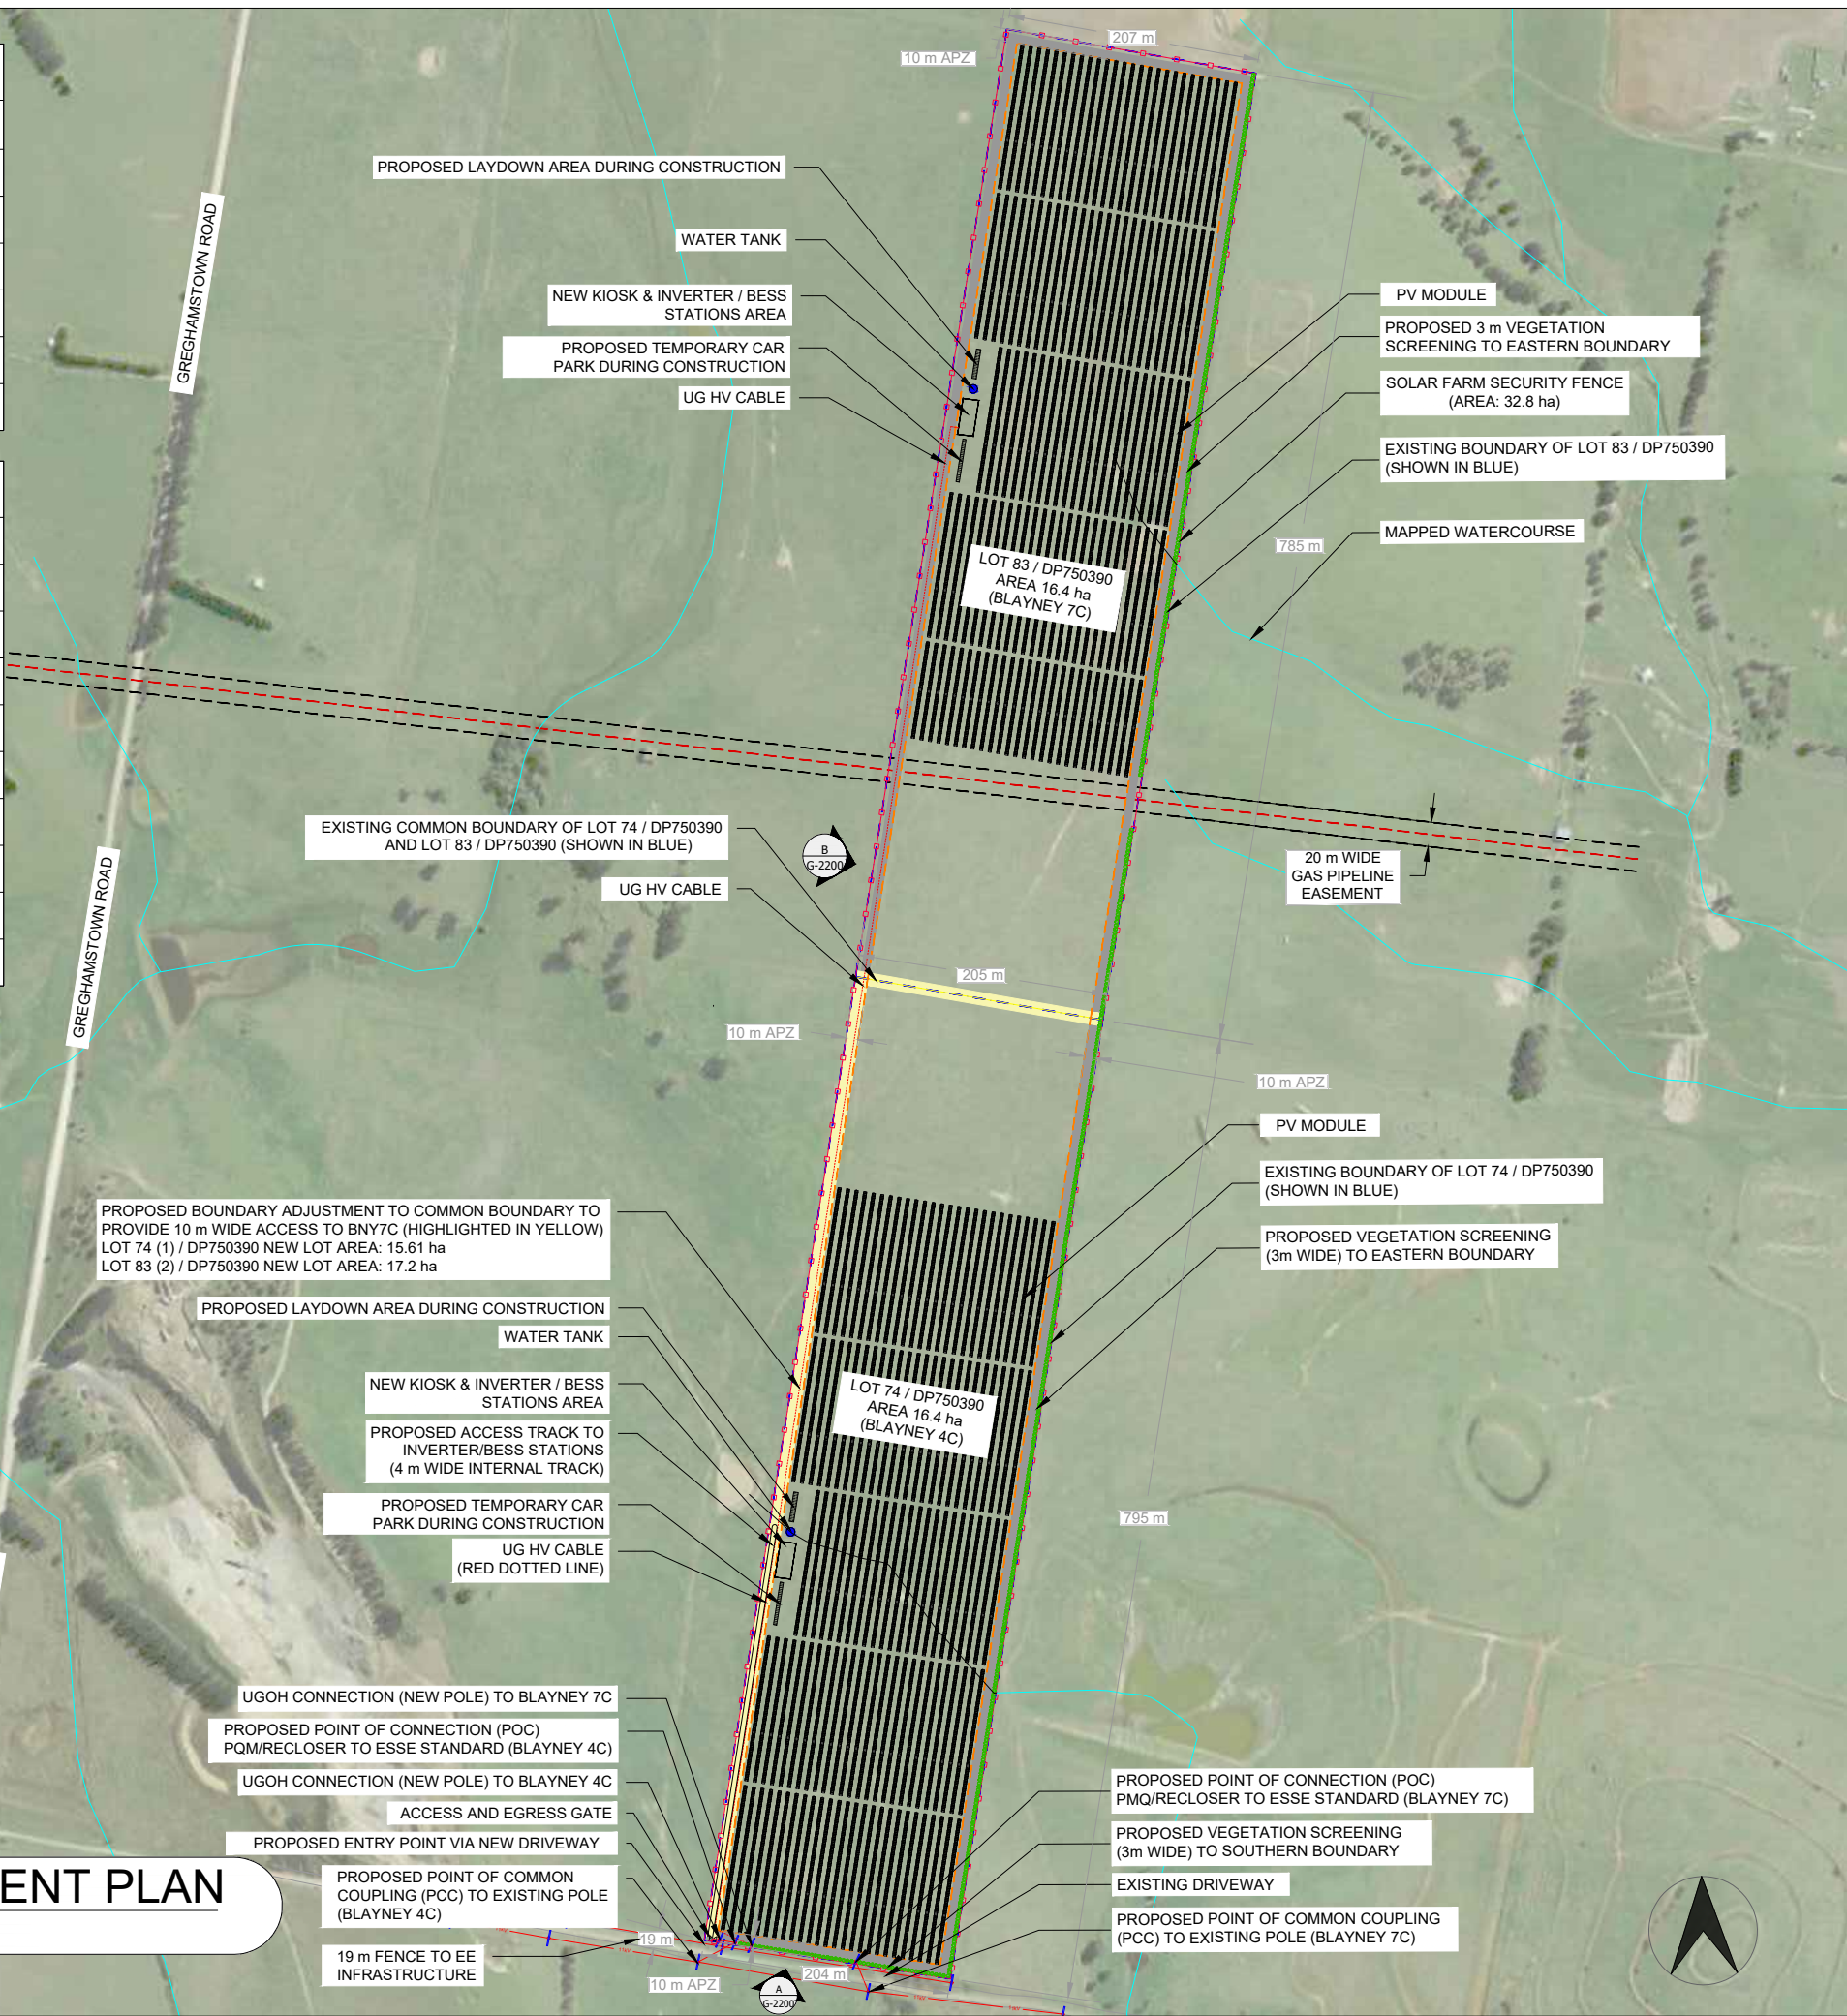 207 m
10 m APZ
PROPOSED LAYDOWN AREA DURING CONSTRUCTION
WATER TANK
NEW KIOSK & INVERTER / BESS
STATIONS AREA
PROPOSED TEMPORARY CAR
PARK DURING CONSTRUCTION
UG HV CABLE
GREGHAMSTOWN ROAD
PV MODULE
PROPOSED 3 m VEGETATION
SCREENING TO EASTERN BOUNDARY
SOLAR FARM SECURITY FENCE
(AREA: 32.8 ha)
EXISTING BOUNDARY OF LOT 83 / DP750390
(SHOWN IN BLUE)
MAPPED WATERCOURSE
785 m
LOT 83 / DP750390
AREA 16.4 ha
(BLAYNEY 7C)
EXISTING COMMON BOUNDARY OF LOT 74 / DP750390
AND LOT 83 / DP750390 (SHOWN IN BLUE)
B
G-2200
UG HV CABLE
GREGHAMSTOWN ROAD
20 m WIDE
GAS PIPELINE
EASEMENT
205 m
10 m APZ
10 m APZ
PV MODULE
EXISTING BOUNDARY OF LOT 74 / DP750390
(SHOWN IN BLUE)
PROPOSED VEGETATION SCREENING
(3m WIDE) TO EASTERN BOUNDARY
PROPOSED BOUNDARY ADJUSTMENT TO COMMON BOUNDARY TO
PROVIDE 10 m WIDE ACCESS TO BNY7C (HIGHLIGHTED IN YELLOW)
LOT 74 (1) / DP750390 NEW LOT AREA: 15.61 ha
LOT 83 (2) / DP750390 NEW LOT AREA: 17.2 ha
PROPOSED LAYDOWN AREA DURING CONSTRUCTION
WATER TANK
NEW KIOSK & INVERTER / BESS
STATIONS AREA
PROPOSED ACCESS TRACK TO
INVERTER/BESS STATIONS
(4 m WIDE INTERNAL TRACK)
PROPOSED TEMPORARY CAR
PARK DURING CONSTRUCTION
UG HV CABLE
(RED DOTTED LINE)
LOT 74 / DP750390
AREA 16.4 ha
(BLAYNEY 4C)
795 m
UGOH CONNECTION (NEW POLE) TO BLAYNEY 7C
PROPOSED POINT OF CONNECTION (POC)
PQM/RECLOSER TO ESSE STANDARD (BLAYNEY 4C)
UGOH CONNECTION (NEW POLE) TO BLAYNEY 4C
ACCESS AND EGRESS GATE
PROPOSED ENTRY POINT VIA NEW DRIVEWAY
PROPOSED POINT OF COMMON
COUPLING (PCC) TO EXISTING POLE
(BLAYNEY 4C)
19 m FENCE TO EE
INFRASTRUCTURE
19 m
10 m APZ
204 m
A
G-2200
PROPOSED POINT OF CONNECTION (POC)
PMQ/RECLOSER TO ESSE STANDARD (BLAYNEY 7C)
PROPOSED VEGETATION SCREENING
(3m WIDE) TO SOUTHERN BOUNDARY
EXISTING DRIVEWAY
PROPOSED POINT OF COMMON COUPLING
(PCC) TO EXISTING POLE (BLAYNEY 7C)
ENT PLAN